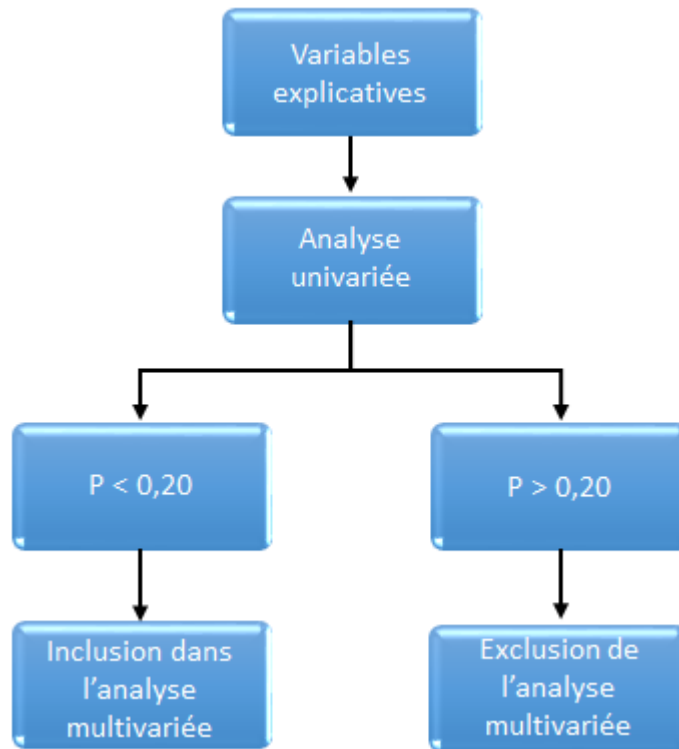 Variables
explicatives
Analyse
univariée
P < 0,20
P > 0,20
Inclusion dans
l'analyse
multivariée
Exclusion de
l'analyse
multivariée